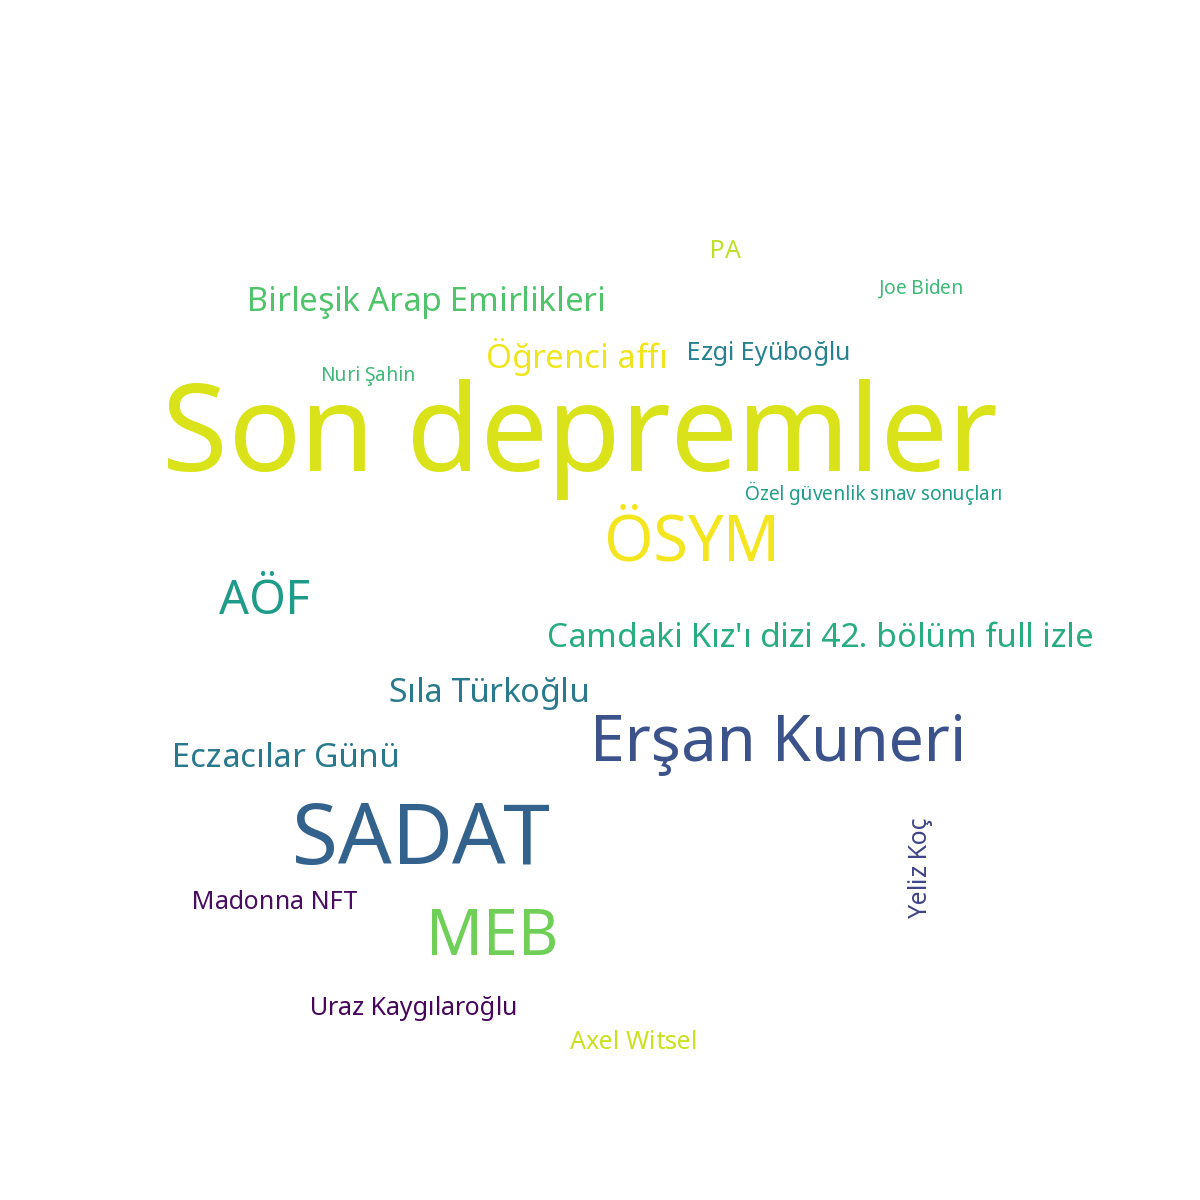 PA
Joe Biden
Birleşik Arap Emirlikleri
Öğrenci affı
Ezgi Eyüboğlu
Nuri Şahin
Son depremler
Özel güvenlik sınav sonuçları
ÖSYM
AÖF
Camdaki Kız'ı dizi 42. bölüm full izle
Sıla Türkoğlu
Erşan Kuneri
Eczacılar Günü
SADAT
Yeliz Koç
Madonna NFT
MEB
Uraz Kaygılaroğlu
Axel Witsel